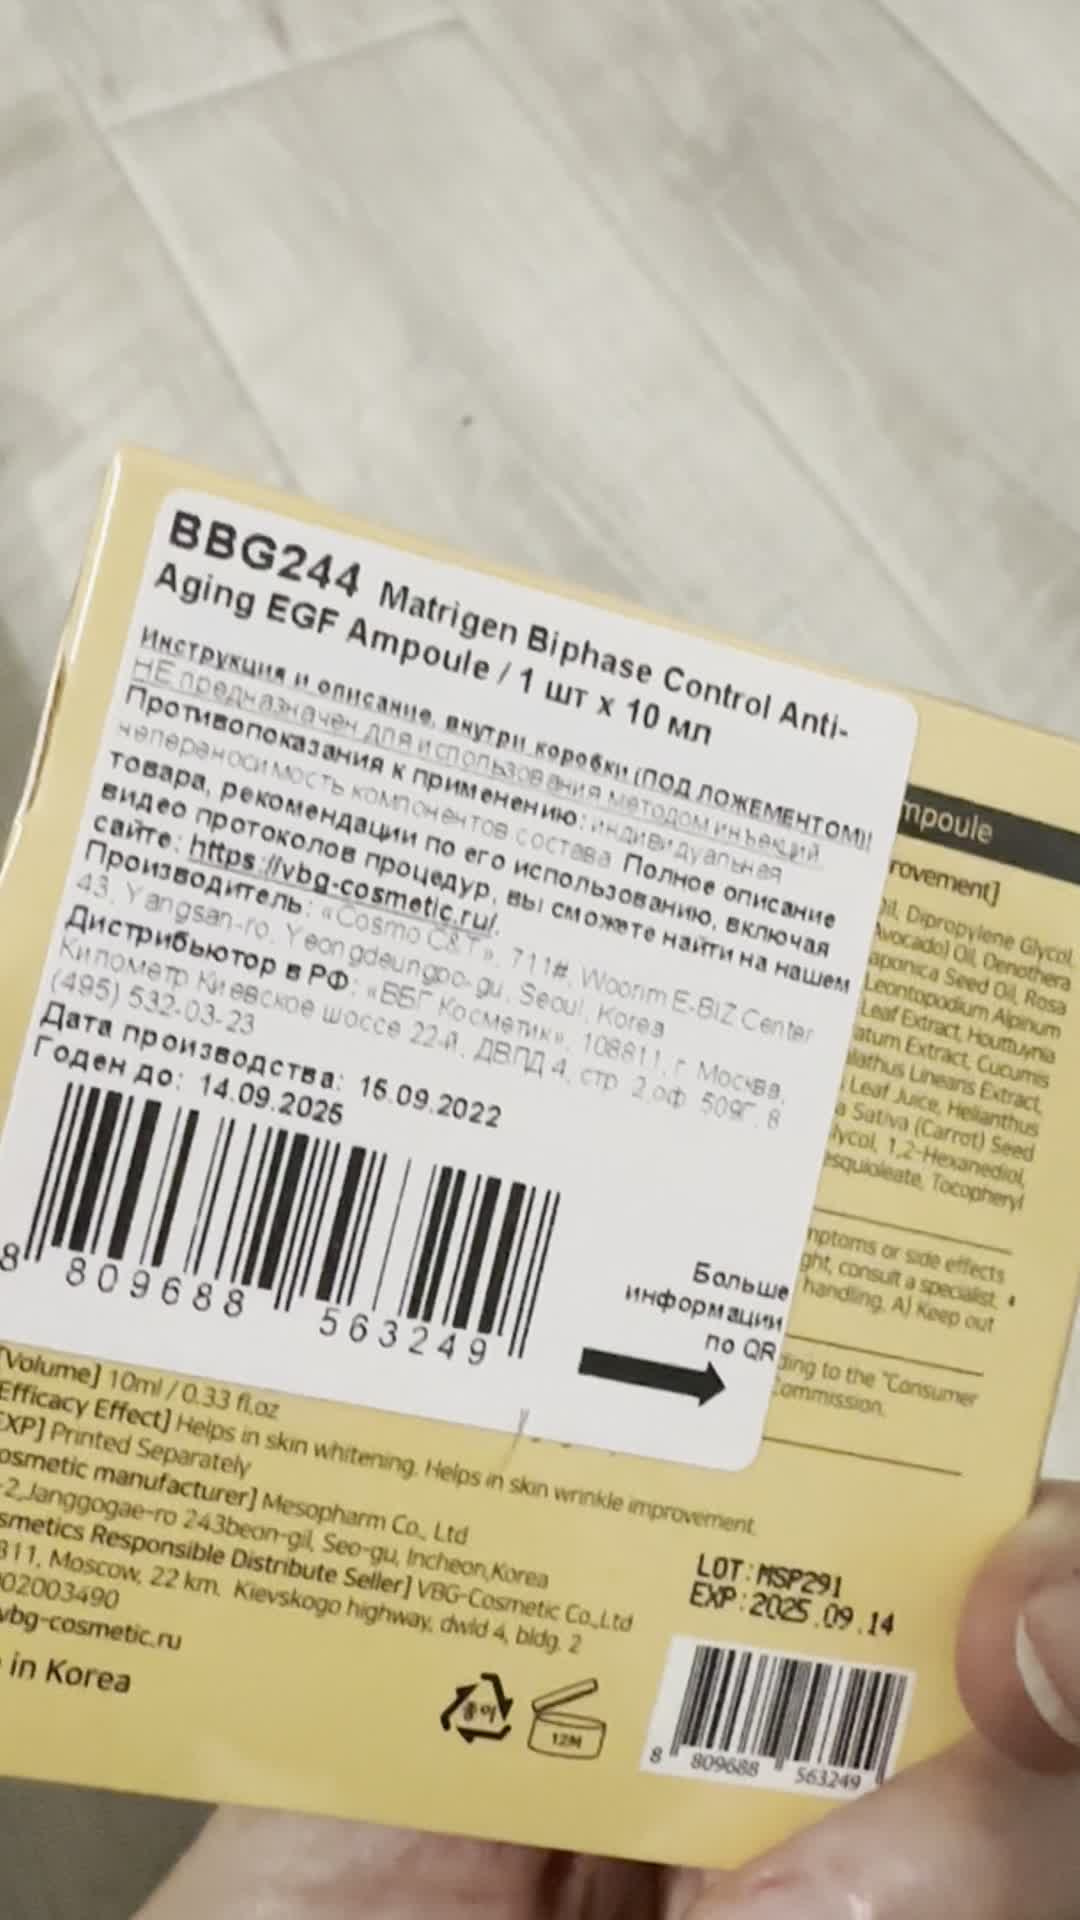 BBG244 Matrigen Biphase Control Anti-
Aging EGF Ampoule / 1 шт х 10 мл
Инструкция и описание, внутри коробки (ПОД ЛОЖЕМЕНТОМ)!
НЕ предназначен для использования методом инъекций.
Противопоказания к применению: индивидуальная
непереносимость компонентов состава Полное описание
товара, рекомендации по его использованию, включая
видео протоколов процедур, вы сможете найти на нашем
сайте: https://vbg-cosmetic.ru/.
Производитель: «Cosmo C&T», 711#, Woorim E-BIZ Center
43, Yangsan-ro, Yeongdeungpo-gu, Seoul, Korea
Дистрибьютор в РФ: «ВБГ Косметик», 108811, г. Москва,
Километр Киевское шоссе 22-й, ДВЛД 4, стр 2,оф 509Г, 8
(495) 532-03-23
Дата производства: 15.09.2022
Годен до: 14.09.2025
8 809688 563249
Больше
информации
по QR
mpoule
rovement]
Oil, Dipropylene Glycol,
Avocado) Oil, Oenothera
aponica Seed Oil, Rosa
Leontopodium Alpinum
Leaf Extract, Houttuynia
atum Extract, Cucumis
alathus Linearis Extract,
Leaf Juice, Helianthus
a Sativa (Carrot) Seed
lycol, 1,2-Hexanediol,
esquioleate, Tocopheryl
mptoms or side effects
ght, consult a specialist. •
handling, A) Keep out
ding to the "Consumer
Commission.
[Volume] 10ml / 0.33 fl.oz
Efficacy Effect] Helps in skin whitening. Helps in skin wrinkle improvement.
EXP] Printed Separately
osmetic manufacturer] Mesopharm Co., Ltd
-2, Janggogae-ro 243beon-gil, Seo-gu, Incheon, Korea
smetics Responsible Distribute Seller] VBG-Cosmetic Co.,Ltd
811, Moscow, 22 km. Kievskogo highway, dwld 4, bldg. 2
02003490
vbg-cosmetic.ru
in Korea
LOT:MSP291
EXP:2025.09.14
종이
12M
8 809688 563249